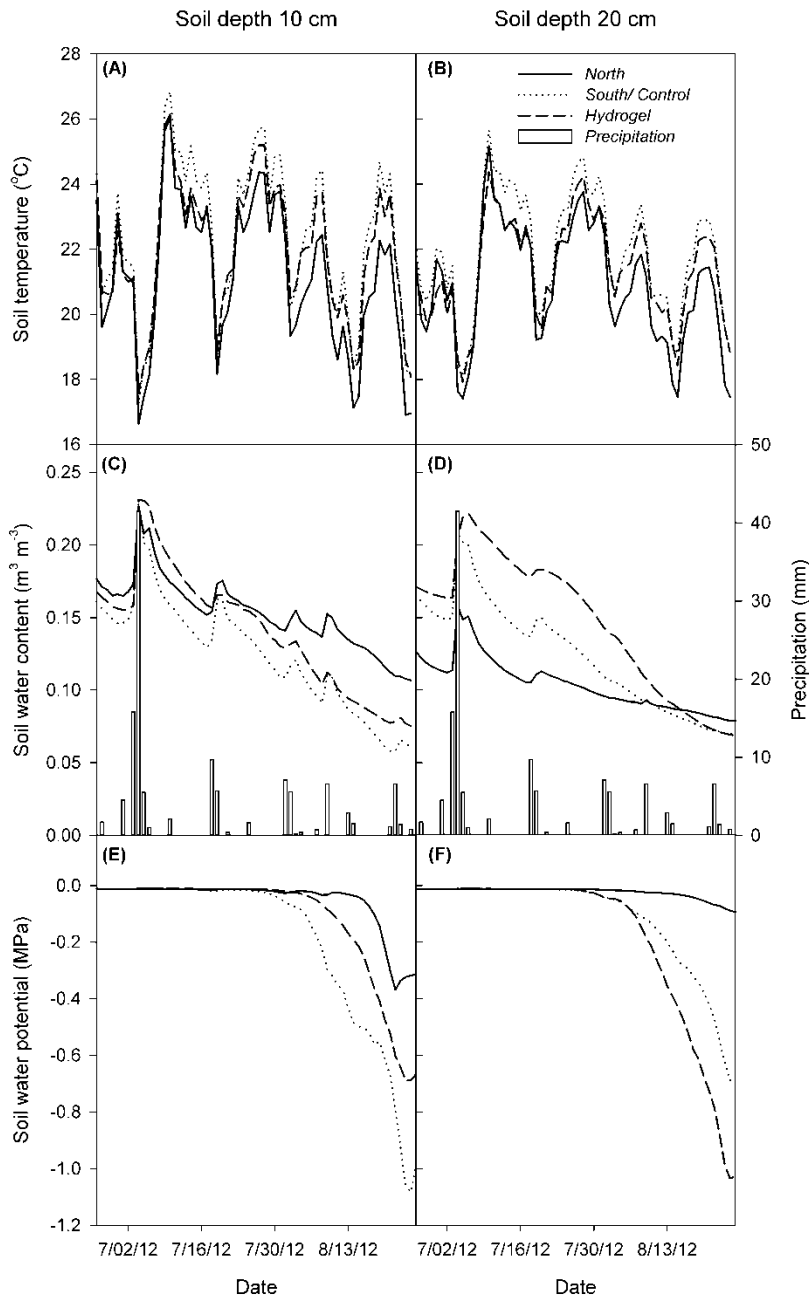 Soil depth 10 cm
Soil depth 20 cm
(A)
(B)
North
South/ Control
Hydrogel
Precipitation
Soil temperature (°C)
28
26
24
22
20
18
16
(C)
(D)
Soil water content (m³ m⁻³)
0.25
0.20
0.15
0.10
0.05
0.00
50
40
30
20
10
0
Precipitation (mm)
(E)
(F)
Soil water potential (MPa)
0.0
-0.2
-0.4
-0.6
-0.8
-1.0
-1.2
7/02/12 7/16/12 7/30/12 8/13/12
7/02/12 7/16/12 7/30/12 8/13/12
Date
Date